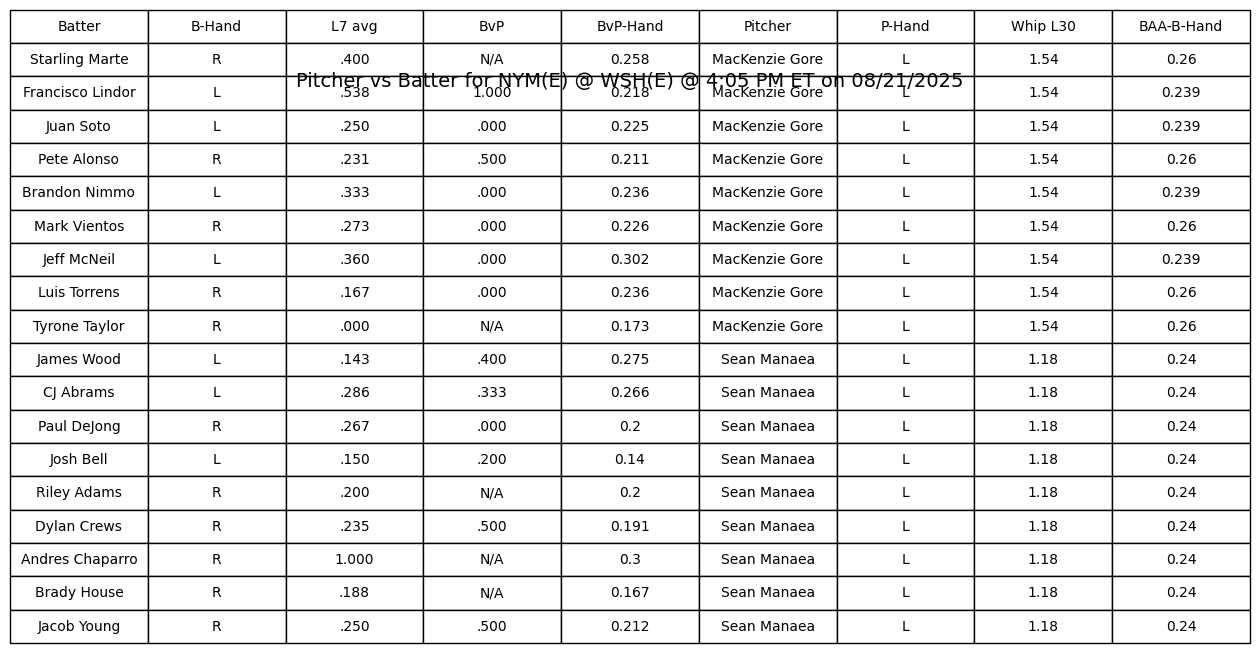 Batter B-Hand L7 avg BvP BvP-Hand Pitcher P-Hand Whip L30 BAA-B-Hand
Starling Marte R .400 N/A 0.258 MacKenzie Gore L 1.54 0.26
Pitcher vs Batter for NYM(E) @ WSH(E) @ 4:05 PM ET on 08/21/2025
Francisco Lindor L .538 1.000 0.218 MacKenzie Gore L 1.54 0.239
Juan Soto L .250 .000 0.225 MacKenzie Gore L 1.54 0.239
Pete Alonso R .231 .500 0.211 MacKenzie Gore L 1.54 0.26
Brandon Nimmo L .333 .000 0.236 MacKenzie Gore L 1.54 0.239
Mark Vientos R .273 .000 0.226 MacKenzie Gore L 1.54 0.26
Jeff McNeil L .360 .000 0.302 MacKenzie Gore L 1.54 0.239
Luis Torrens R .167 .000 0.236 MacKenzie Gore L 1.54 0.26
Tyrone Taylor R .000 N/A 0.173 MacKenzie Gore L 1.54 0.26
James Wood L .143 .400 0.275 Sean Manaea L 1.18 0.24
CJ Abrams L .286 .333 0.266 Sean Manaea L 1.18 0.24
Paul DeJong R .267 .000 0.2 Sean Manaea L 1.18 0.24
Josh Bell L .150 .200 0.14 Sean Manaea L 1.18 0.24
Riley Adams R .200 N/A 0.2 Sean Manaea L 1.18 0.24
Dylan Crews R .235 .500 0.191 Sean Manaea L 1.18 0.24
Andres Chaparro R 1.000 N/A 0.3 Sean Manaea L 1.18 0.24
Brady House R .188 N/A 0.167 Sean Manaea L 1.18 0.24
Jacob Young R .250 .500 0.212 Sean Manaea L 1.18 0.24